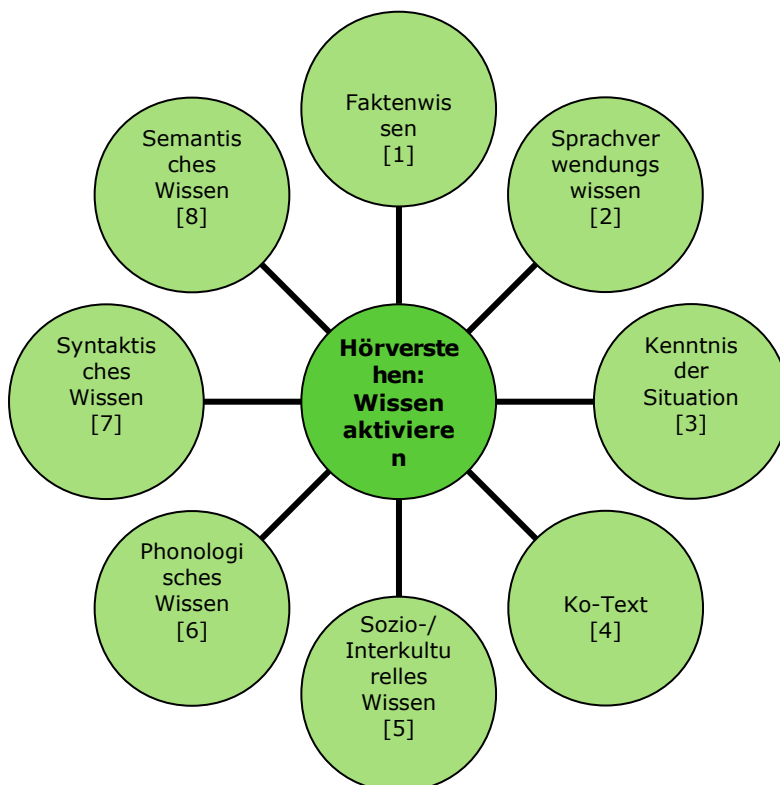 Faktenwis
sen
[1]
Sprachver
wendungs
wissen
[2]
Kenntnis
der
Situation
[3]
Ko-Text
[4]
Sozio-/
Interkultu
relles
Wissen
[5]
Phonologi
sches
Wissen
[6]
Syntaktis
ches
Wissen
[7]
Semantis
ches
Wissen
[8]
Hörverste
hen:
Wissen
aktiviere
n